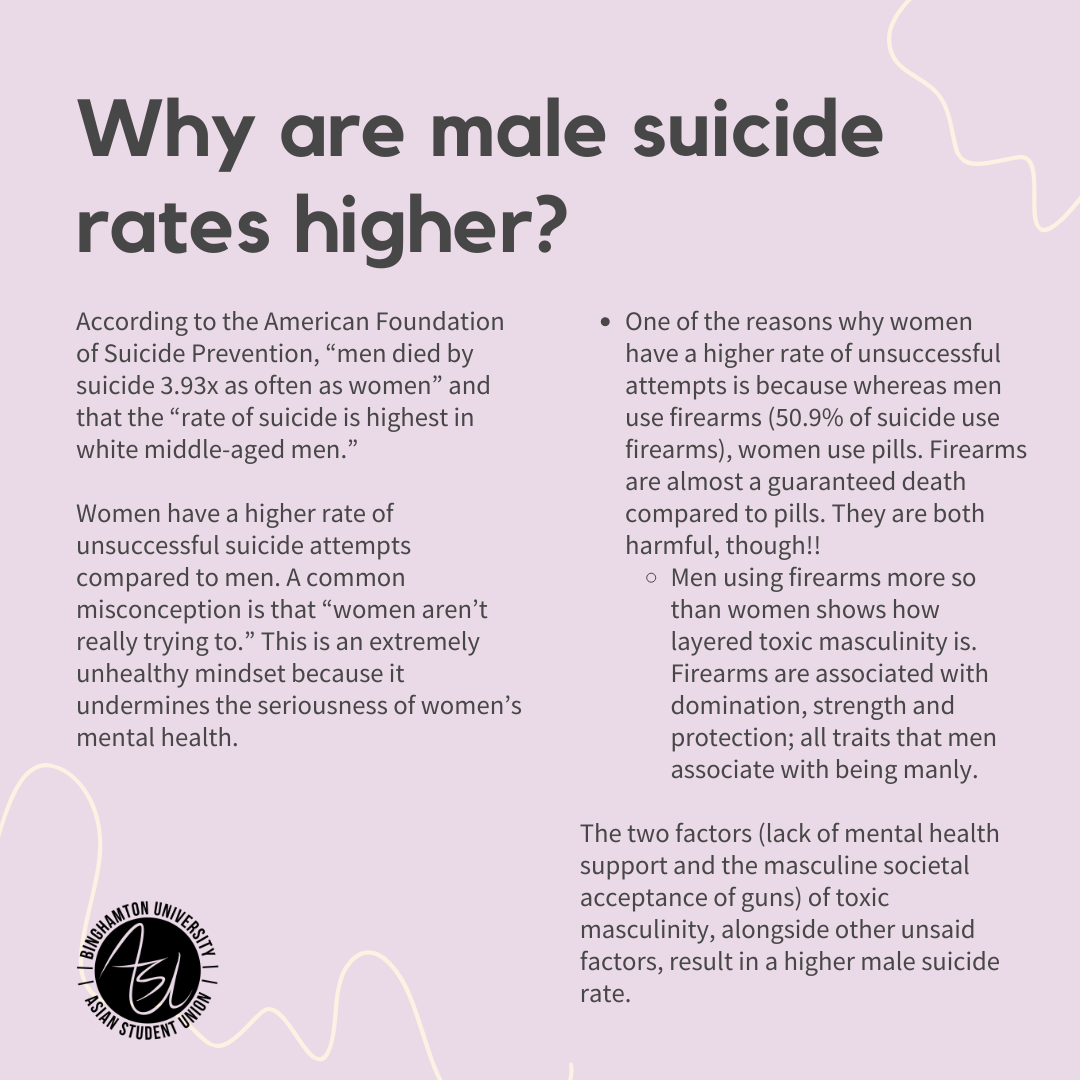 Why are male suicide
rates higher?
According to the American Foundation
of Suicide Prevention, “men died by
suicide 3.93x as often as women” and
that the “rate of suicide is highest in
white middle-aged men.”
Women have a higher rate of
unsuccessful suicide attempts
compared to men. A common
misconception is that “women aren’t
really trying to.” This is an extremely
unhealthy mindset because it
undermines the seriousness of women’s
mental health.
• One of the reasons why women
have a higher rate of unsuccessful
attempts is because whereas men
use firearms (50.9% of suicide use
firearms), women use pills. Firearms
are almost a guaranteed death
compared to pills. They are both
harmful, though!!
◦ Men using firearms more so
than women shows how
layered toxic masculinity is.
Firearms are associated with
domination, strength and
protection; all traits that men
associate with being manly.
The two factors (lack of mental health
support and the masculine societal
acceptance of guns) of toxic
masculinity, alongside other unsaid
factors, result in a higher male suicide
rate.
BINGHAMTON UNIVERSITY
ASU
ASIAN STUDENT UNION